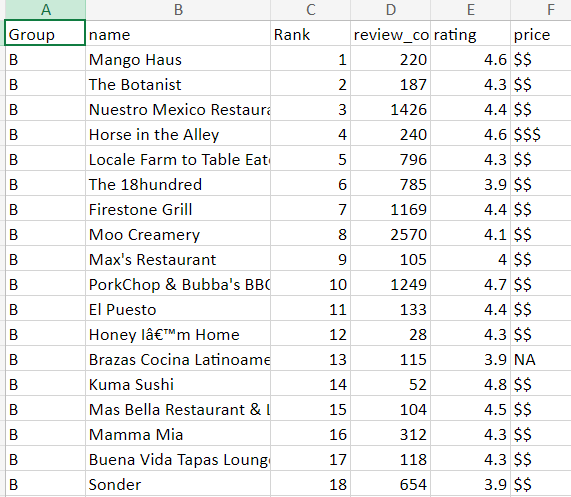 A B C D E F
Group name Rank review_co rating price
B Mango Haus 1 220 4.6 $$
B The Botanist 2 187 4.3 $$
B Nuestro Mexico Restaura 3 1426 4.4 $$
B Horse in the Alley 4 240 4.6 $$$
B Locale Farm to Table Eat 5 796 4.3 $$
B The 18hundred 6 785 3.9 $$
B Firestone Grill 7 1169 4.4 $$
B Moo Creamery 8 2570 4.1 $$
B Max's Restaurant 9 105 4 $$
B PorkChop & Bubba's BBQ 10 1249 4.7 $$
B El Puesto 11 133 4.4 $$
B Honey Iâ€™m Home 12 28 4.3 $$
B Brazas Cocina Latinoame 13 115 3.9 NA
B Kuma Sushi 14 52 4.8 $$
B Mas Bella Restaurant & L 15 104 4.5 $$
B Mamma Mia 16 312 4.3 $$
B Buena Vida Tapas Loung 17 118 4.3 $$
B Sonder 18 654 3.9 $$